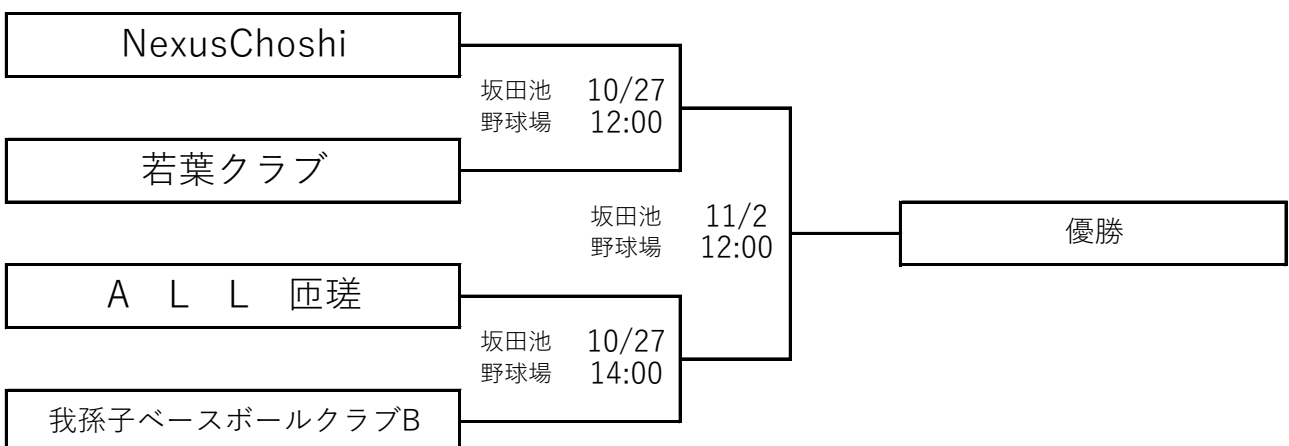 NexusChoshi
坂田池 10/27
野球場 12:00
若葉クラブ
坂田池 11/2
野球場 12:00
優勝
A L L 匝瑳
坂田池 10/27
野球場 14:00
我孫子ベースボールクラブB